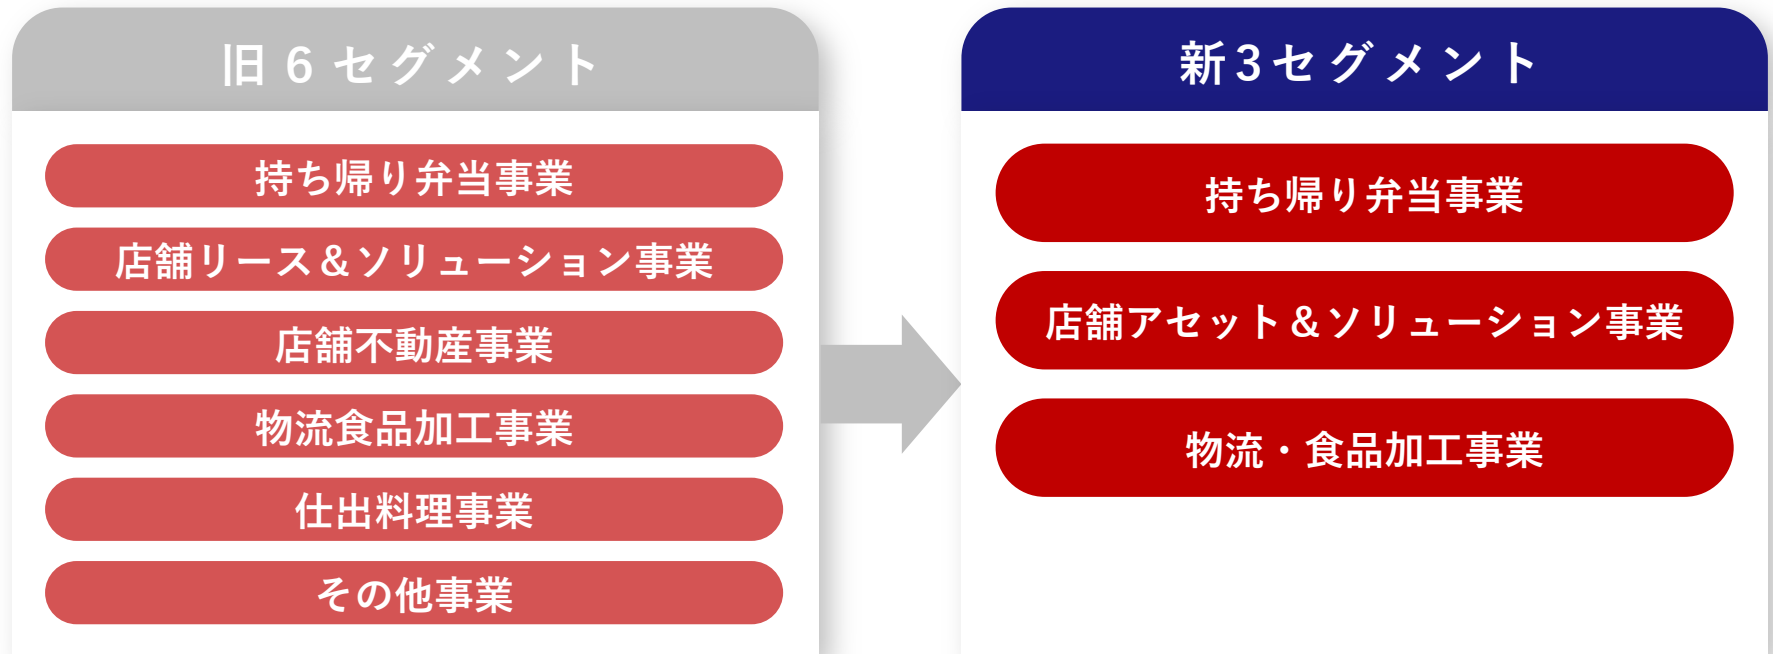 旧６セグメント
持ち帰り弁当事業
店舗リース＆ソリューション事業
店舗不動産事業
物流食品加工事業
仕出料理事業
その他事業
新3セグメント
持ち帰り弁当事業
店舗アセット＆ソリューション事業
物流・食品加工事業